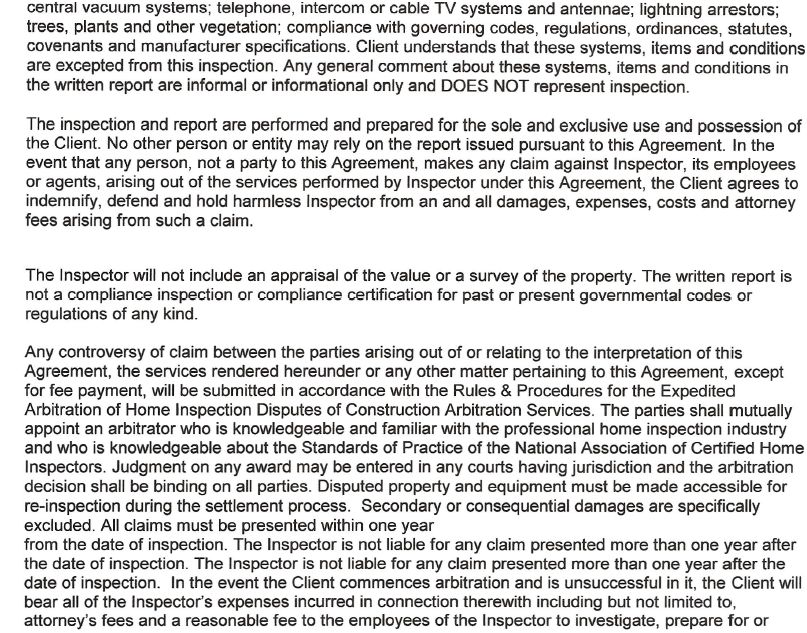 central vacuum systems; telephone, intercom or cable TV systems and antennae; lightning arrestors;
trees, plants and other vegetation; compliance with governing codes, regulations, ordinances, statutes,
covenants and manufacturer specifications. Client understands that these systems, items and conditions
are excepted from this inspection. Any general comment about these systems, items and conditions in
the written report are informal or informational only and DOES NOT represent inspection.
The inspection and report are performed and prepared for the sole and exclusive use and possession of
the Client. No other person or entity may rely on the report issued pursuant to this Agreement. In the
event that any person, not a party to this Agreement, makes any claim against Inspector, its employees
or agents, arising out of the services performed by Inspector under this Agreement, the Client agrees to
indemnify, defend and hold harmless Inspector from an and all damages, expenses, costs and attorney
fees arising from such a claim.
The Inspector will not include an appraisal of the value or a survey of the property. The written report is
not a compliance inspection or compliance certification for past or present governmental codes or
regulations of any kind.
Any controversy of claim between the parties arising out of or relating to the interpretation of this
Agreement, the services rendered hereunder or any other matter pertaining to this Agreement, except
for fee payment, will be submitted in accordance with the Rules & Procedures for the Expedited
Arbitration of Home Inspection Disputes of Construction Arbitration Services. The parties shall mutually
appoint an arbitrator who is knowledgeable and familiar with the professional home inspection industry
and who is knowledgeable about the Standards of Practice of the National Association of Certified Home
Inspectors. Judgment on any award may be entered in any courts having jurisdiction and the arbitration
decision shall be binding on all parties. Disputed property and equipment must be made accessible for
re-inspection during the settlement process.  Secondary or consequential damages are specifically
excluded. All claims must be presented within one year
from the date of inspection. The Inspector is not liable for any claim presented more than one year after
the date of inspection. The Inspector is not liable for any claim presented more than one year after the
date of inspection.  In the event the Client commences arbitration and is unsuccessful in it, the Client will
bear all of the Inspector's expenses incurred in connection therewith including but not limited to,
attorney's fees and a reasonable fee to the employees of the Inspector to investigate, prepare for or